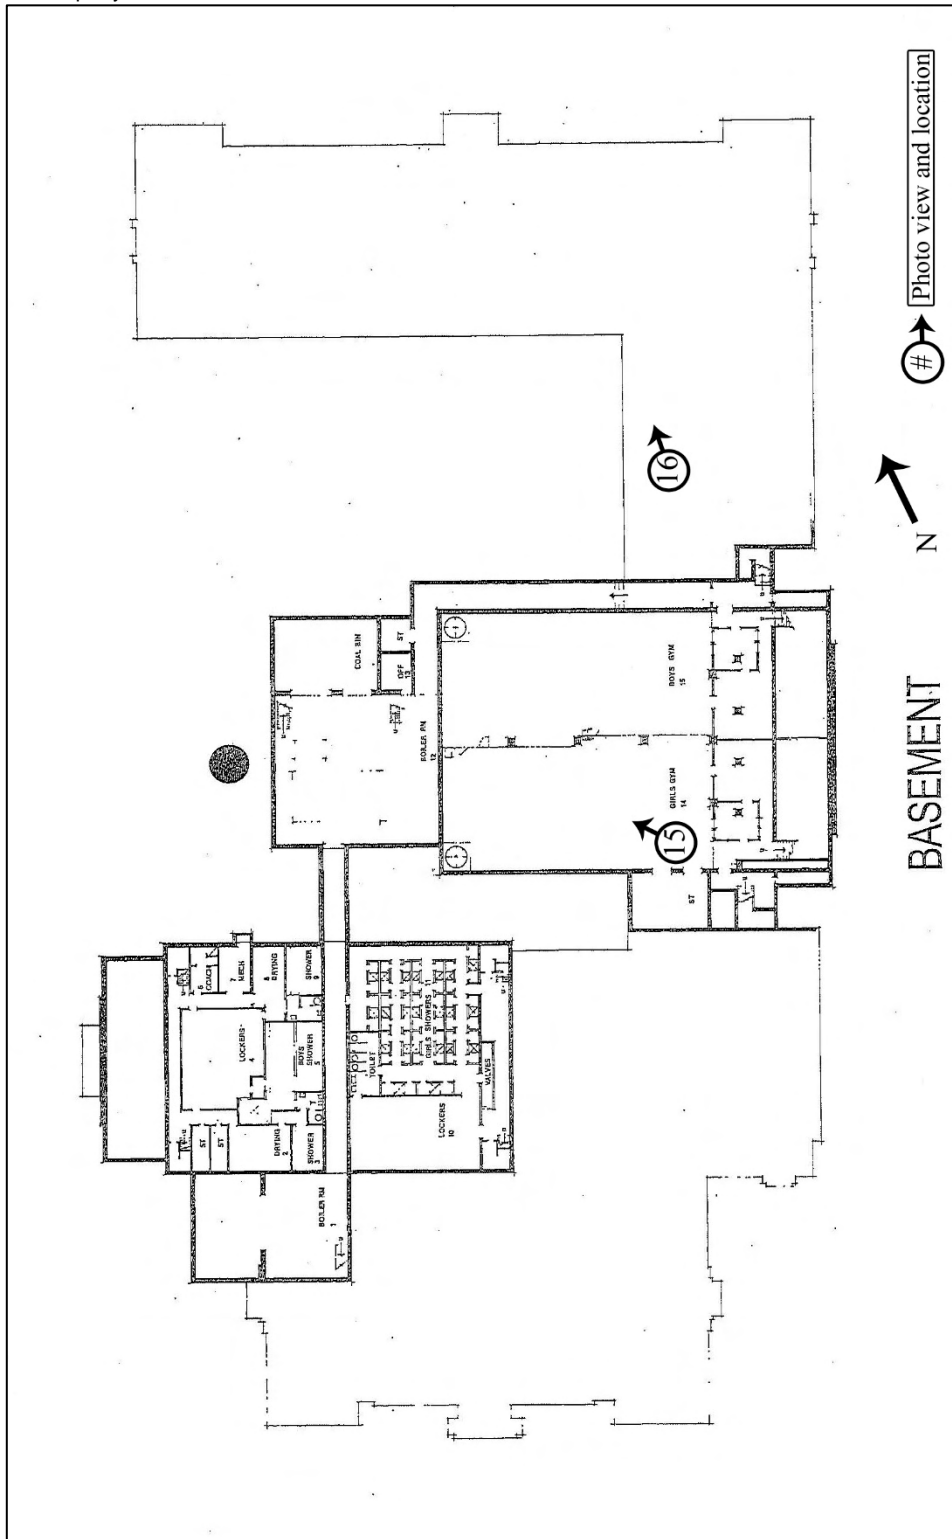 BASEMENT
N
# Photo view and location
16
15
COAL BIN
ST
OFF
13
BOILER RM
12
BOYS GYM
15
GIRLS GYM
14
ST
COACH
6
MECH
7
DRYING
8
SHOWER
9
LOCKERS
4
BOYS
SHOWER
5
ST
ST
DRYING
2
SHOWER
3
T
BOILER RM
1
TOILET
GIRLS SHOWERS 11
VALVES
LOCKERS
10